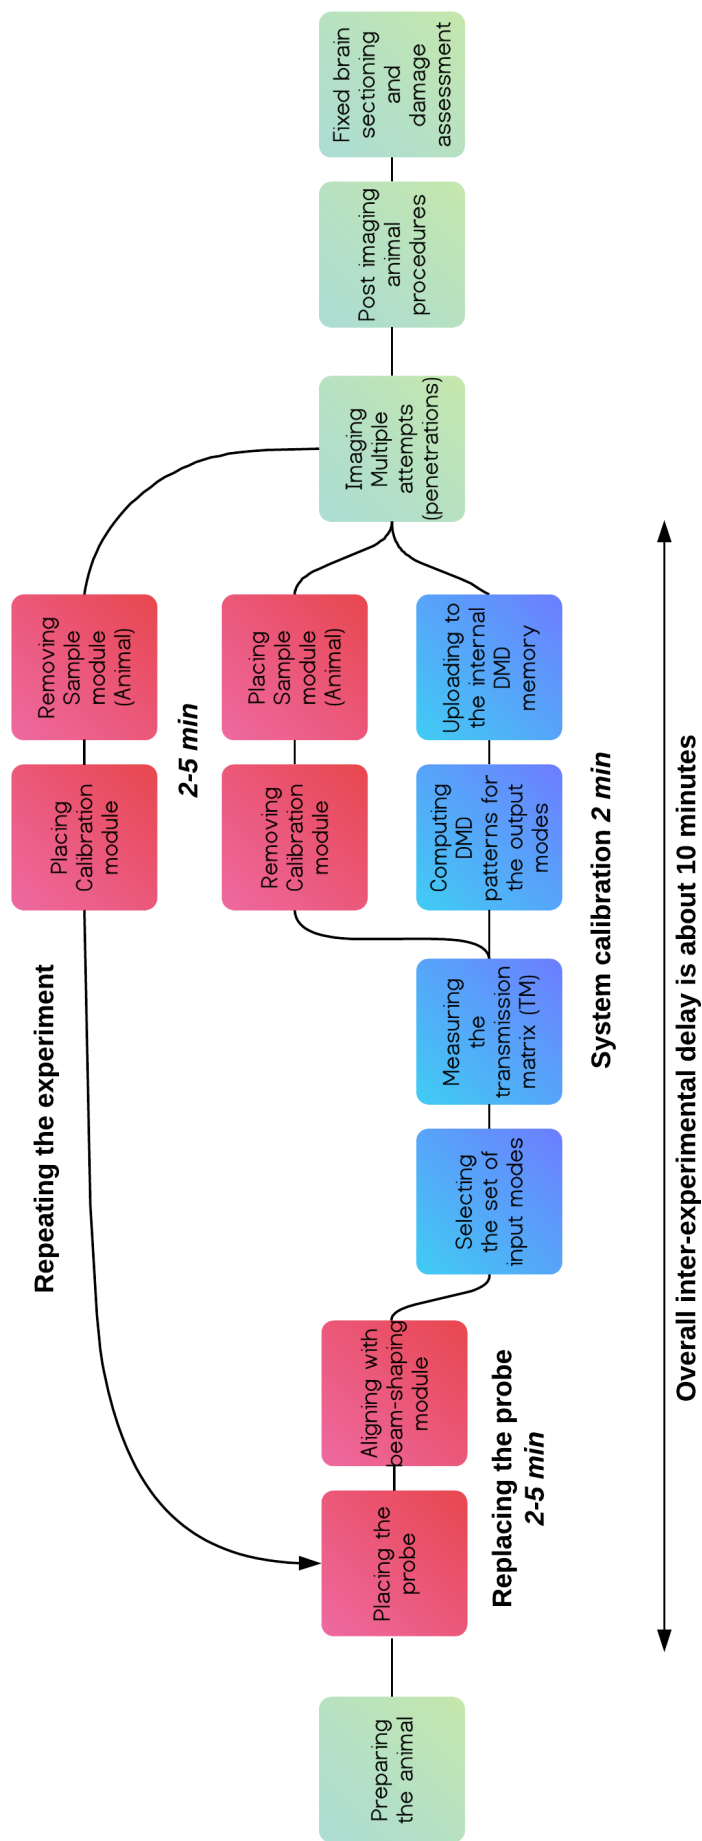 Preparing
the animal
Placing the
probe
Aligning with
beam-shaping
module
Replacing the probe
2-5 min
Selecting
the set of
input modes
Measuring
the
transmission
matrix (TM)
Computing
DMD
patterns for
the output
modes
Uploading to
the internal
DMD
memory
System calibration 2 min
Removing
Calibration
module
Placing
Sample
module
(Animal)
2-5 min
Imaging
Multiple
attempts
(penetrations)
Removing
Sample
module
(Animal)
Placing
Calibration
module
Repeating the experiment
Post imaging
animal
procedures
Fixed brain
sectioning
and
damage
assessment
Overall inter-experimental delay is about 10 minutes